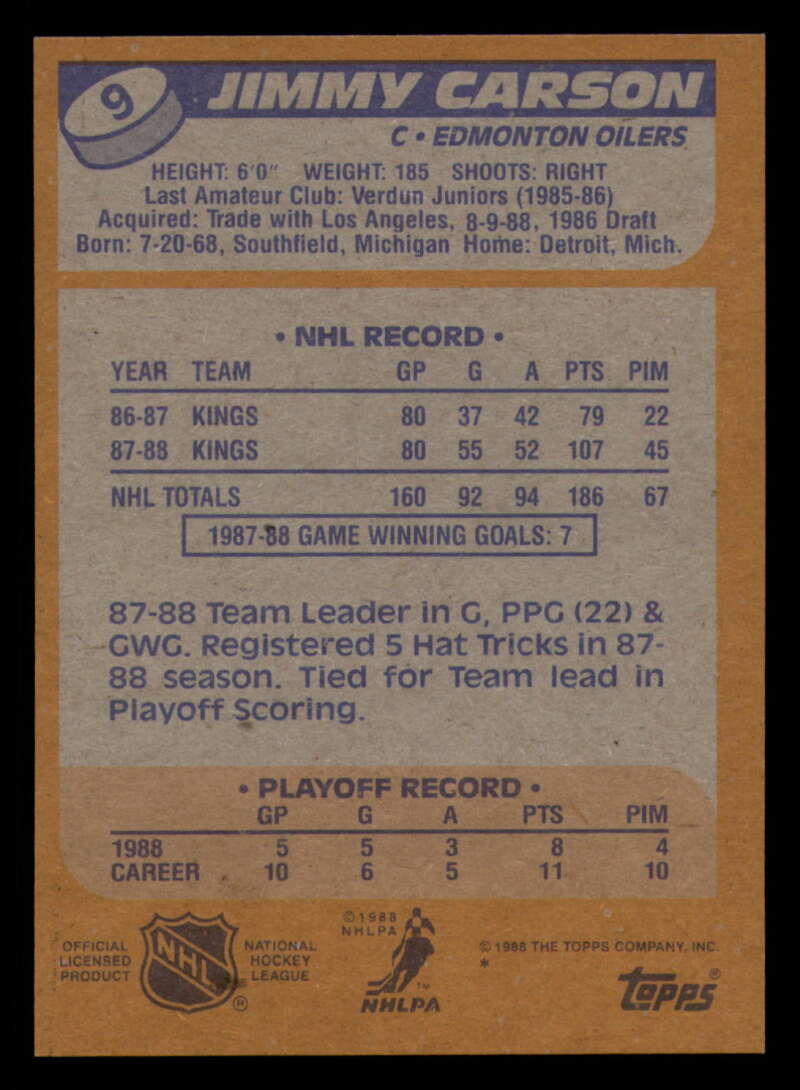 9
JIMMY CARSON
C • EDMONTON OILERS
HEIGHT: 6'0" WEIGHT: 185 SHOOTS: RIGHT
Last Amateur Club: Verdun Juniors (1985-86)
Acquired: Trade with Los Angeles, 8-9-88, 1986 Draft
Born: 7-20-68, Southfield, Michigan Home: Detroit, Mich.
• NHL RECORD •
YEAR TEAM GP G A PTS PIM
86-87 KINGS 80 37 42 79 22
87-88 KINGS 80 55 52 107 45
NHL TOTALS 160 92 94 186 67
1987-88 GAME WINNING GOALS: 7
87-88 Team Leader in G, PPG (22) &
GWG. Registered 5 Hat Tricks in 87-
88 season. Tied for Team lead in
Playoff Scoring.
• PLAYOFF RECORD •
GP G A PTS PIM
1988 5 5 3 8 4
CAREER 10 6 5 11 10
OFFICIAL
LICENSED
PRODUCT
NHL
®
NATIONAL
HOCKEY
LEAGUE
©1988
NHLPA
TM
NHLPA
© 1988 THE TOPPS COMPANY, INC.
*
topps®